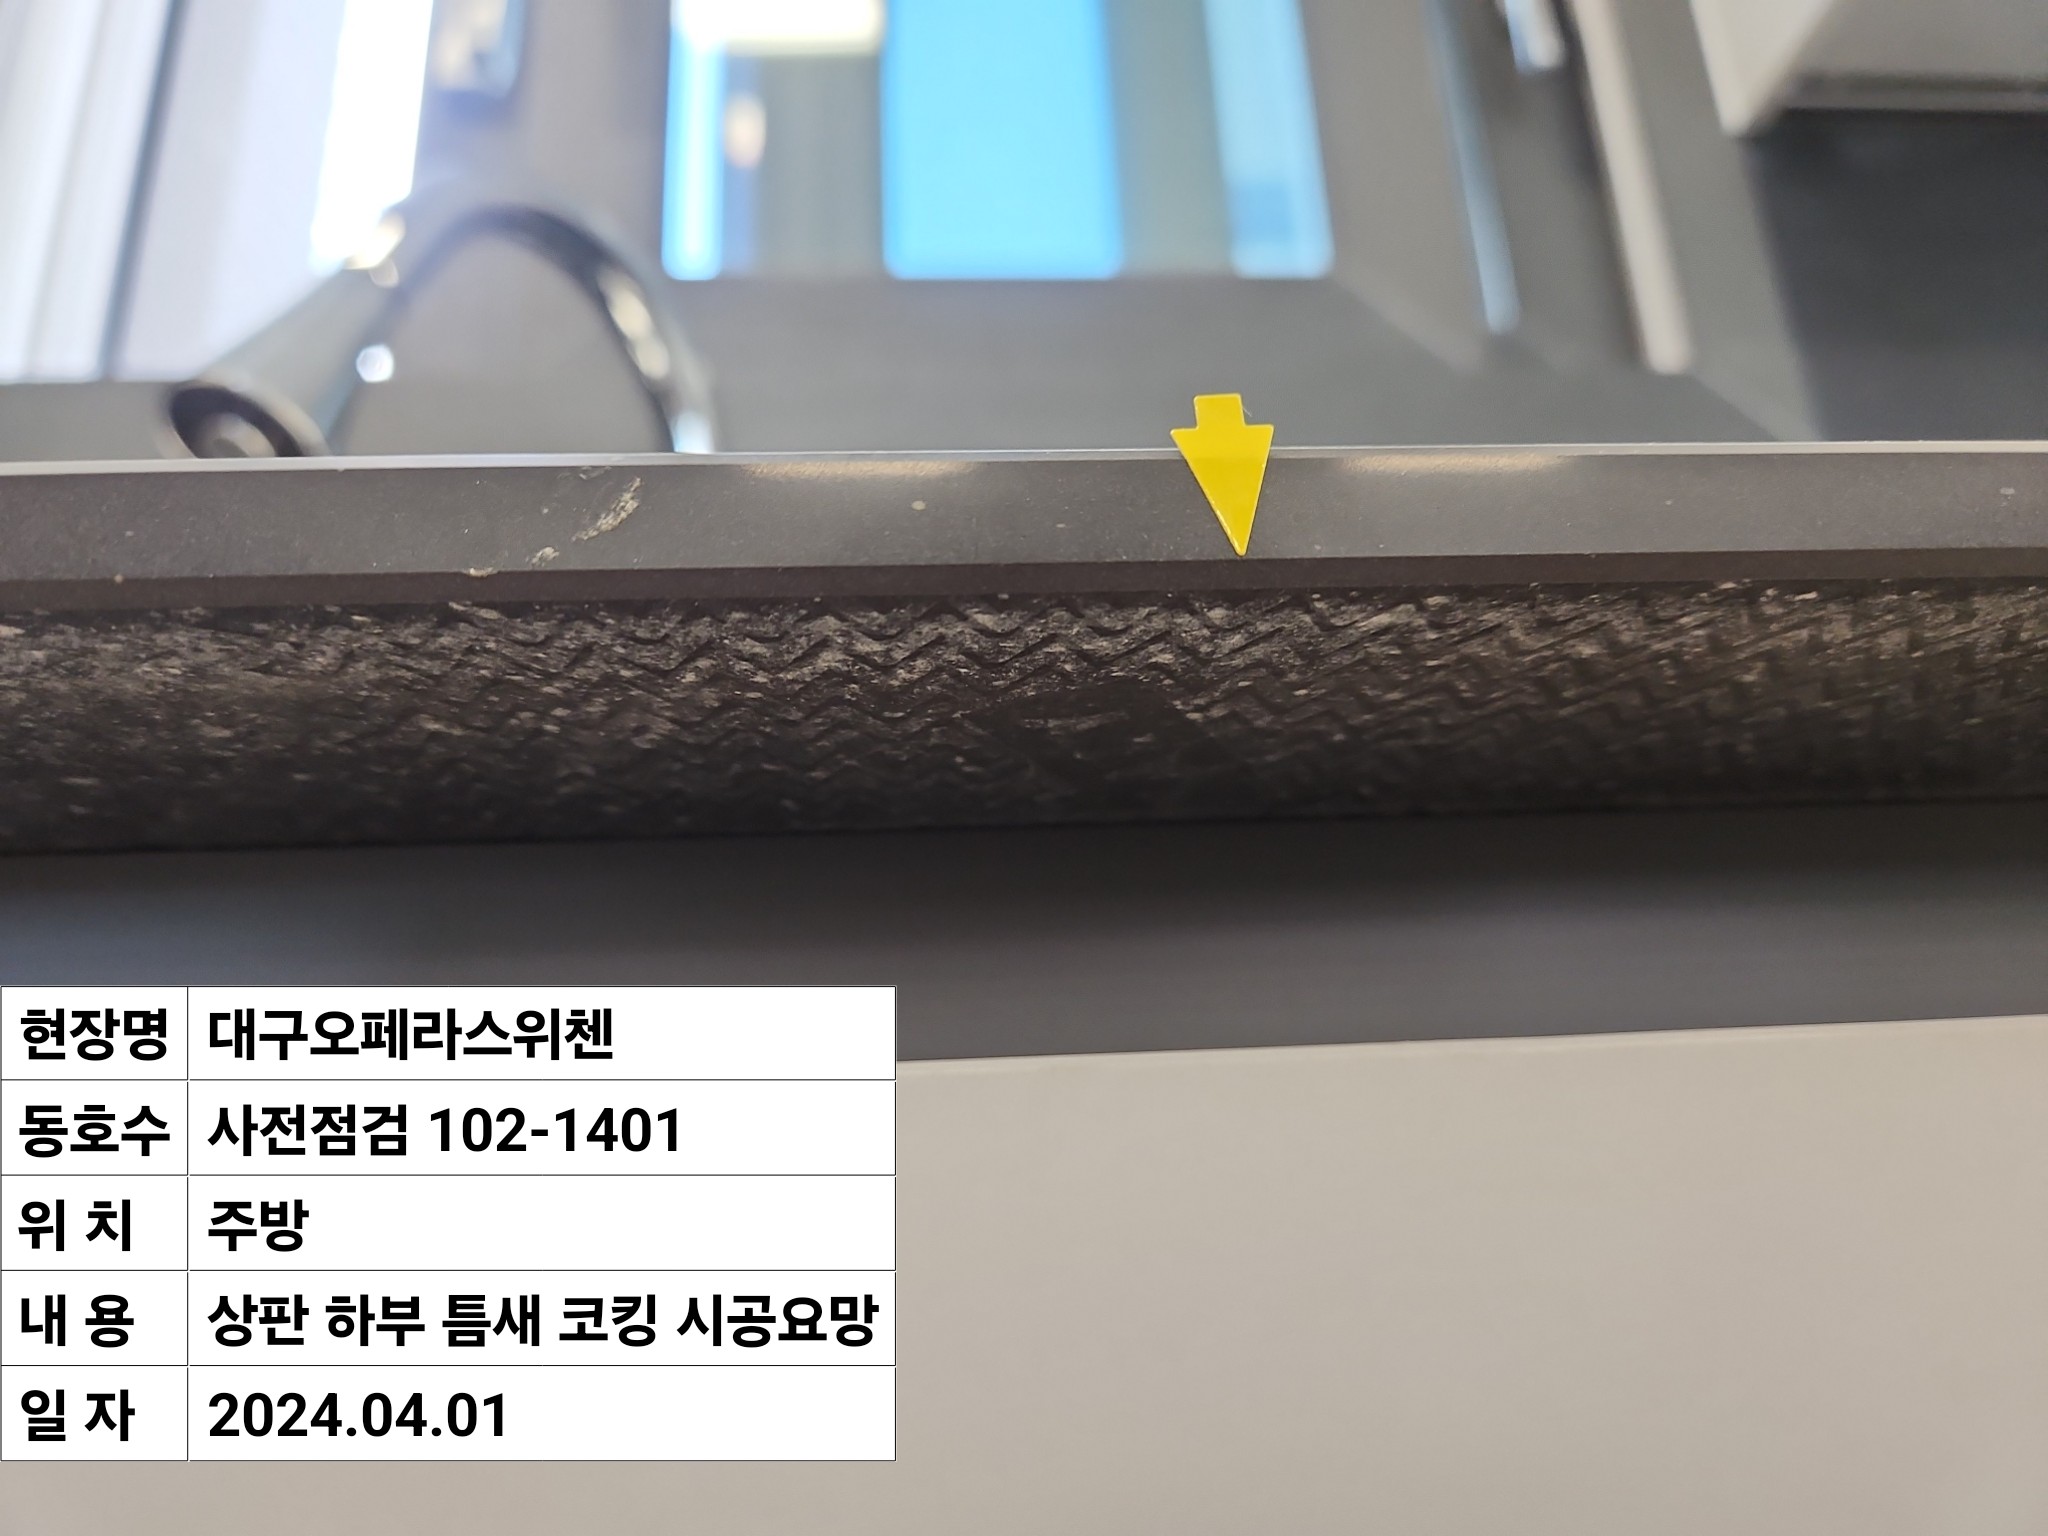 현장명 대구오페라스위첸
동호수 사전점검 102-1401
위 치 주방
내 용 상판 하부 틈새 코킹 시공요망
일 자 2024.04.01